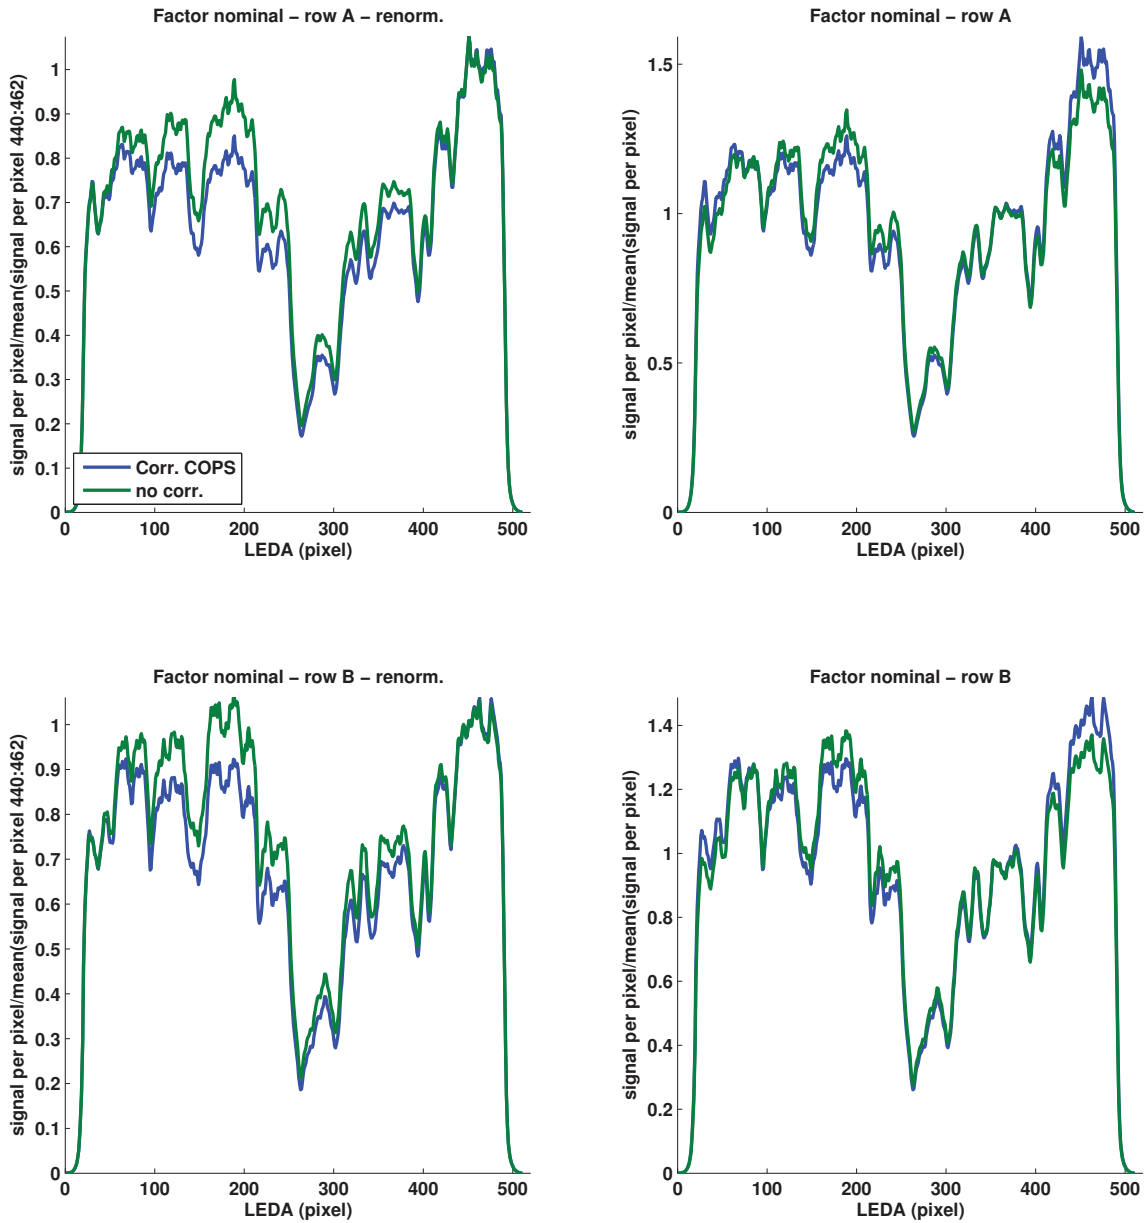 Factor nominal – row A – renorm.
signal per pixel/mean(signal per pixel 440:462)
1
0.9
0.8
0.7
0.6
0.5
0.4
0.3
0.2
0.1
0
Corr. COPS
no corr.
0 100 200 300 400 500
LEDA (pixel)
Factor nominal – row A
signal per pixel/mean(signal per pixel)
1.5
1
0.5
0
0 100 200 300 400 500
LEDA (pixel)
Factor nominal – row B – renorm.
signal per pixel/mean(signal per pixel 440:462)
1
0.9
0.8
0.7
0.6
0.5
0.4
0.3
0.2
0.1
0
0 100 200 300 400 500
LEDA (pixel)
Factor nominal – row B
signal per pixel/mean(signal per pixel)
1.4
1.2
1
0.8
0.6
0.4
0.2
0
0 100 200 300 400 500
LEDA (pixel)